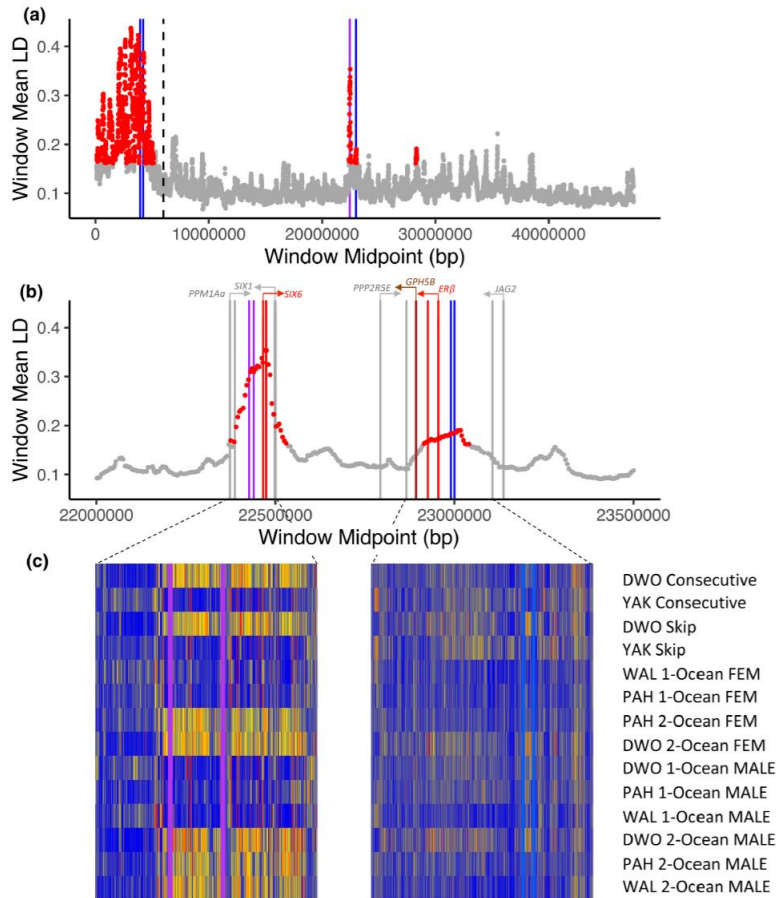 (a)
Window Mean LD
0.4
0.3
0.2
0.1
0 10000000 20000000 30000000 40000000
Window Midpoint (bp)
(b)
PPM1Aa SIX1 SIX6 PPP2R5E GPH5B ERβ JAG2
Window Mean LD
0.4
0.3
0.2
0.1
22000000 22500000 23000000 23500000
Window Midpoint (bp)
(c)
DWO Consecutive
YAK Consecutive
DWO Skip
YAK Skip
WAL 1-Ocean FEM
PAH 1-Ocean FEM
PAH 2-Ocean FEM
DWO 2-Ocean FEM
DWO 1-Ocean MALE
PAH 1-Ocean MALE
WAL 1-Ocean MALE
DWO 2-Ocean MALE
PAH 2-Ocean MALE
WAL 2-Ocean MALE